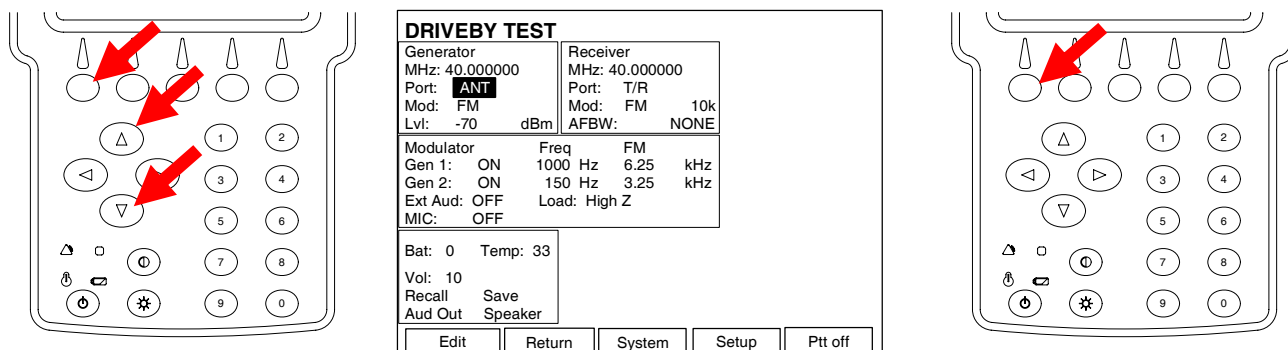 1 2
3 4
5 6
7 8
9 0
DRIVEBY TEST
Generator
MHz: 40.000000
Port: ANT
Mod: FM
Lvl: -70 dBm
Receiver
MHz: 40.000000
Port: T/R
Mod: FM 10k
AFBW: NONE
Modulator Freq FM
Gen 1: ON 1000 Hz 6.25 kHz
Gen 2: ON 150 Hz 3.25 kHz
Ext Aud: OFF Load: High Z
MIC: OFF
Bat: 0 Temp: 33
Vol: 10
Recall Save
Aud Out Speaker
Edit Return System Setup Ptt off
1 2
3 4
5 6
7 8
9 0